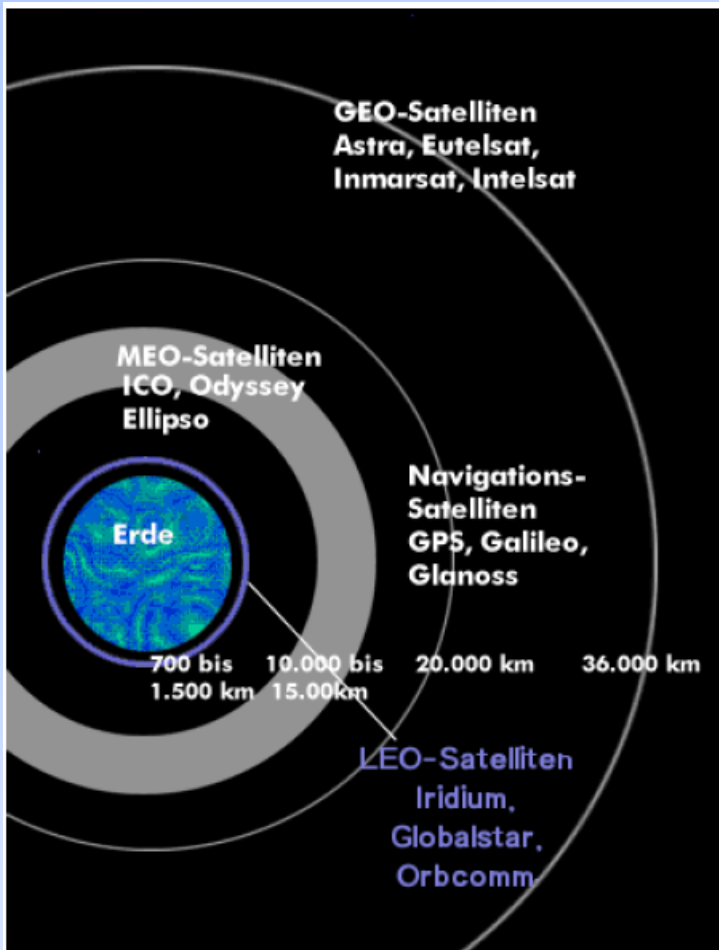 GEO-Satelliten
Astra, Eutelsat,
Inmarsat, Intelsat
MEO-Satelliten
ICO, Odyssey
Ellipso
Navigations-
Satelliten
GPS, Galileo,
Glanoss
Erde
700 bis
1.500 km
10.000 bis
15.00km
20.000 km
36.000 km
LEO-Satelliten
Iridium,
Globalstar,
Orbcomm